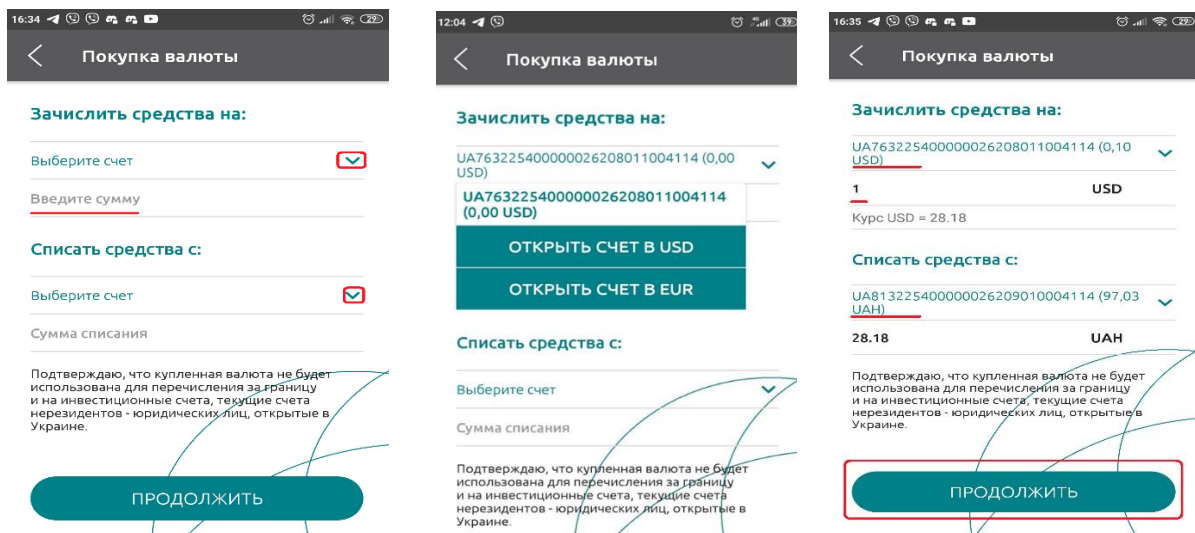 16:34
29
Покупка валюты
Зачислить средства на:
Выберите счет
Введите сумму
Списать средства с:
Выберите счет
Сумма списания
Подтверждаю, что купленная валюта не будет
использована для перечисления за границу
и на инвестиционные счета, текущие счета
нерезидентов - юридических лиц, открытые в
Украине.
ПРОДОЛЖИТЬ
12:04
4G
39
Покупка валюты
Зачислить средства на:
UA763225400000026208011004114 (0,00
USD)
UA763225400000026208011004114
(0,00 USD)
ОТКРЫТЬ СЧЕТ В USD
ОТКРЫТЬ СЧЕТ В EUR
Списать средства с:
Выберите счет
Сумма списания
Подтверждаю, что купленная валюта не будет
использована для перечисления за границу
и на инвестиционные счета, текущие счета
нерезидентов - юридических лиц, открытые в
Украине.
16:35
29
Покупка валюты
Зачислить средства на:
UA763225400000026208011004114 (0,10
USD)
1 USD
Курс USD = 28.18
Списать средства с:
UA813225400000026209010004114 (97,03
UAH)
28.18 UAH
Подтверждаю, что купленная валюта не будет
использована для перечисления за границу
и на инвестиционные счета, текущие счета
нерезидентов - юридических лиц, открытые в
Украине.
ПРОДОЛЖИТЬ